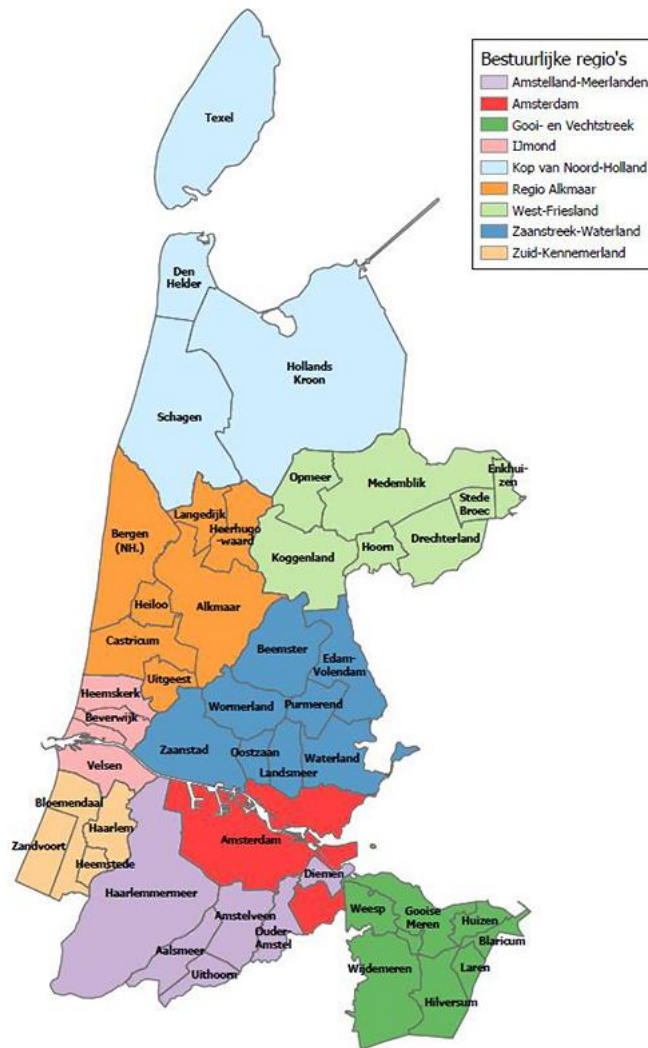 Bestuurlijke regio's
Amstelland-Meerlanden
Amsterdam
Gooi- en Vechtstreek
IJmond
Kop van Noord-Holland
Regio Alkmaar
West-Friesland
Zaanstreek-Waterland
Zuid-Kennemerland
Texel
Den
Helder
Hollands
Kroon
Schagen
Opmeer
Medemblik
Enkhui-
zen
Stede
Broec
Langedijk
Heerhugo
-waard
Bergen
(NH.)
Koggenland
Hoorn
Drechterland
Heiloo
Alkmaar
Castricum
Uitgeest
Beemster
Edam-
Volendam
Heemskerk
Beverwijk
Wormerland
Purmerend
Velsen
Zaanstad
Oostzaan
Landsmeer
Waterland
Bloemendaal
Haarlem
Zandvoort
Heemstede
Amsterdam
Diemen
Haarlemmermeer
Amstelveen
Ouder-
Amstel
Aalsmeer
Uithoorn
Weesp
Gooise
Meren
Huizen
Blaricum
Wijdemeren
Laren
Hilversum